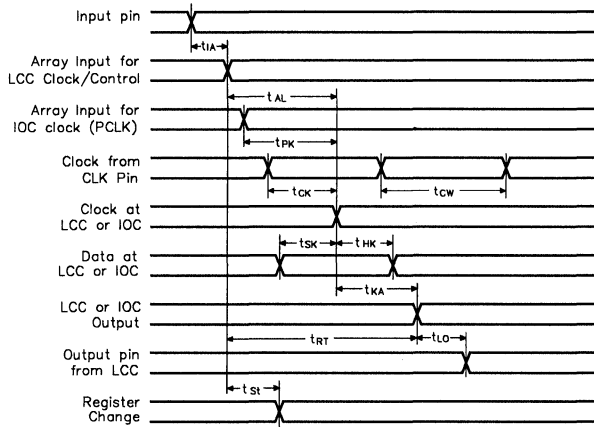 Input pin
tIA
Array Input for
LCC Clock/Control
tAL
Array Input for
IOC clock (PCLK)
tPK
Clock from
CLK Pin
tCK
tCW
Clock at
LCC or IOC
tSK
tHK
Data at
LCC or IOC
tKA
LCC or IOC
Output
tRT
tLO
Output pin
from LCC
tSt
Register
Change